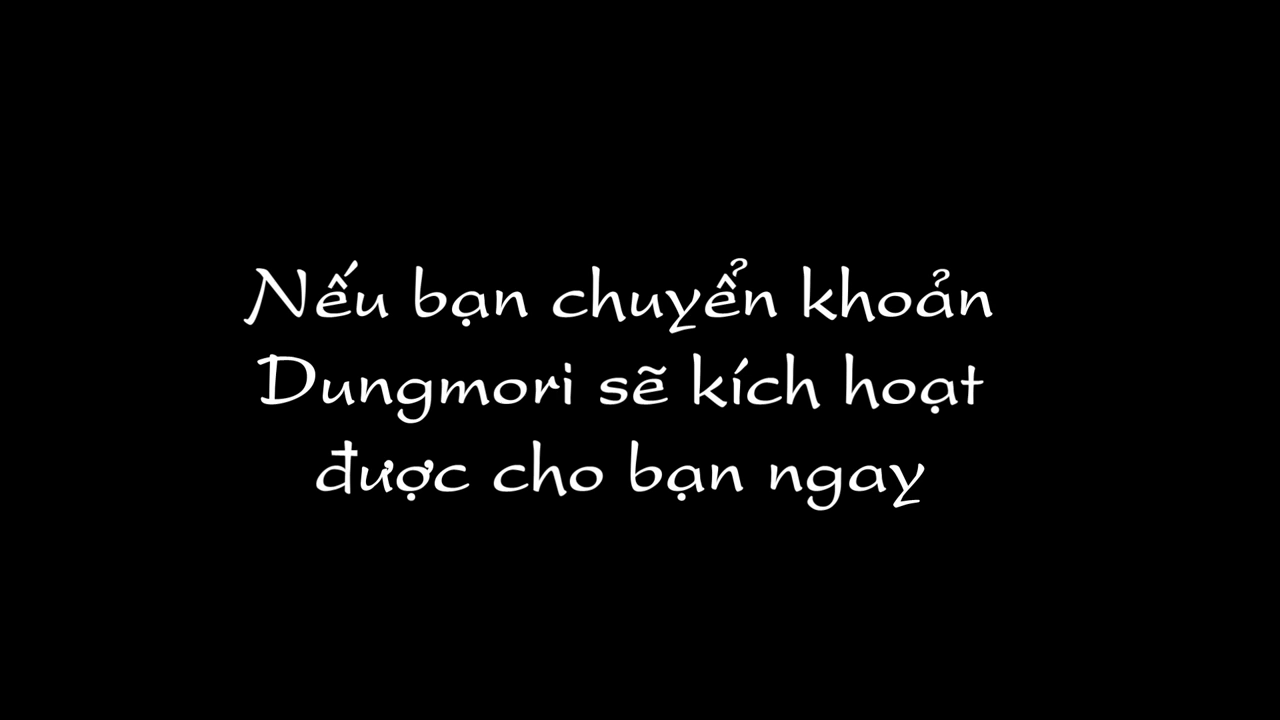 Nếu bạn chuyển khoản
Dungmori sẽ kích hoạt
được cho bạn ngay